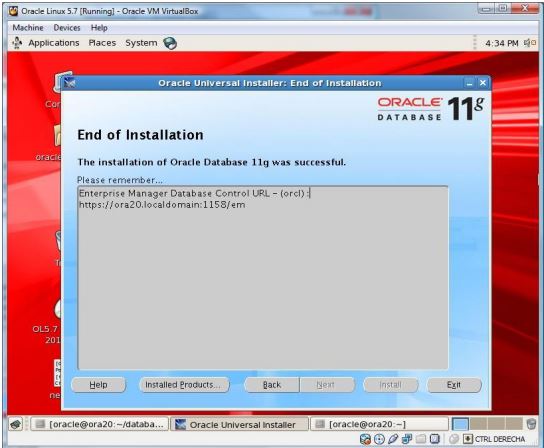 Oracle Linux 5.7 [Running] - Oracle VM VirtualBox
Machine Devices Help
Applications Places System
4:34 PM
Oracle Universal Installer: End of Installation
ORACLE
DATABASE 11g
End of Installation
The installation of Oracle Database 11g was successful.
Please remember...
Enterprise Manager Database Control URL - (orcl) :
https://ora20.localdomain:1158/em
Help
Installed Products...
Back
Next
Install
Exit
oracle
OL5.7
201
[oracle@ora20:~/databa...
Oracle Universal Installer
[oracle@ora20:~]
CTRL DERECHA